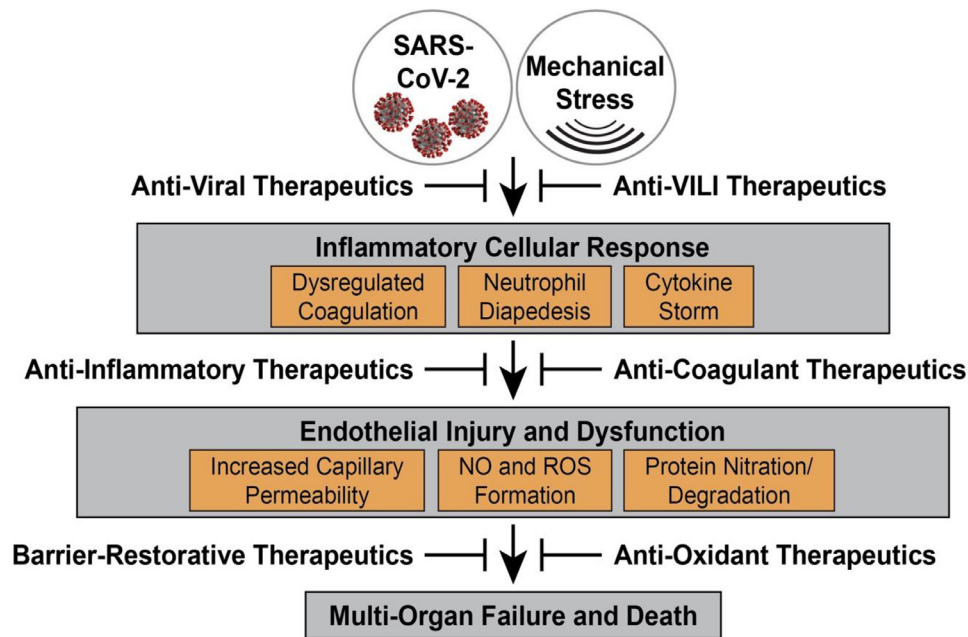 SARS-
CoV-2
Mechanical
Stress
Anti-Viral Therapeutics
Anti-VILI Therapeutics
Inflammatory Cellular Response
Dysregulated
Coagulation
Neutrophil
Diapedesis
Cytokine
Storm
Anti-Inflammatory Therapeutics
Anti-Coagulant Therapeutics
Endothelial Injury and Dysfunction
Increased Capillary
Permeability
NO and ROS
Formation
Protein Nitration/
Degradation
Barrier-Restorative Therapeutics
Anti-Oxidant Therapeutics
Multi-Organ Failure and Death